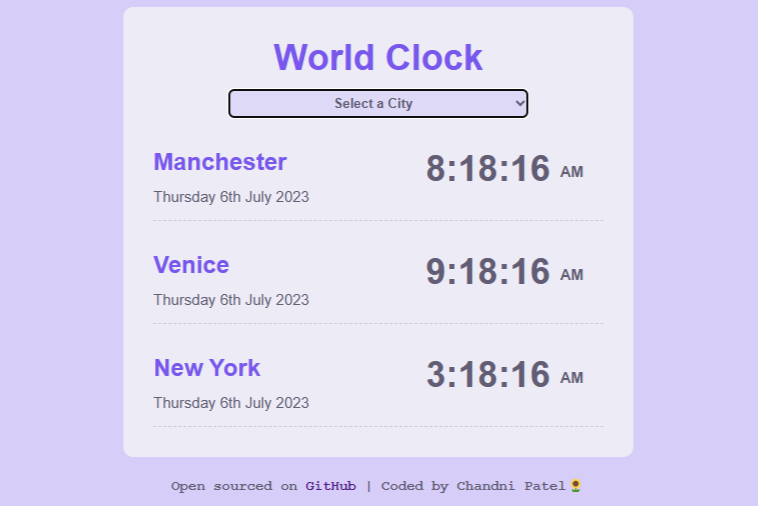 World Clock
Select a City
Manchester
8:18:16 AM
Thursday 6th July 2023
Venice
9:18:16 AM
Thursday 6th July 2023
New York
3:18:16 AM
Thursday 6th July 2023
Open sourced on GitHub | Coded by Chandni Patel🌻